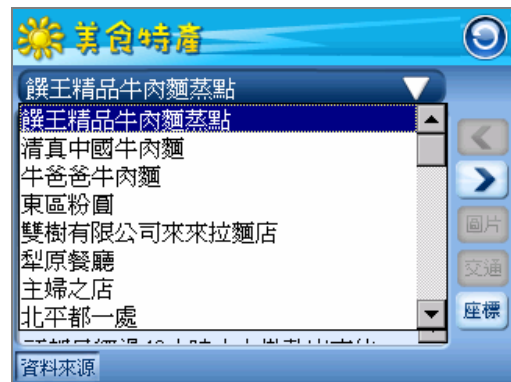 美食特產
饌王精品牛肉麵蒸點
饌王精品牛肉麵蒸點
清真中國牛肉麵
牛爸爸牛肉麵
東區粉圓
雙樹有限公司來來拉麵店
犁原餐廳
主婦之店
北平都一處
圖片
交通
座標
資料來源